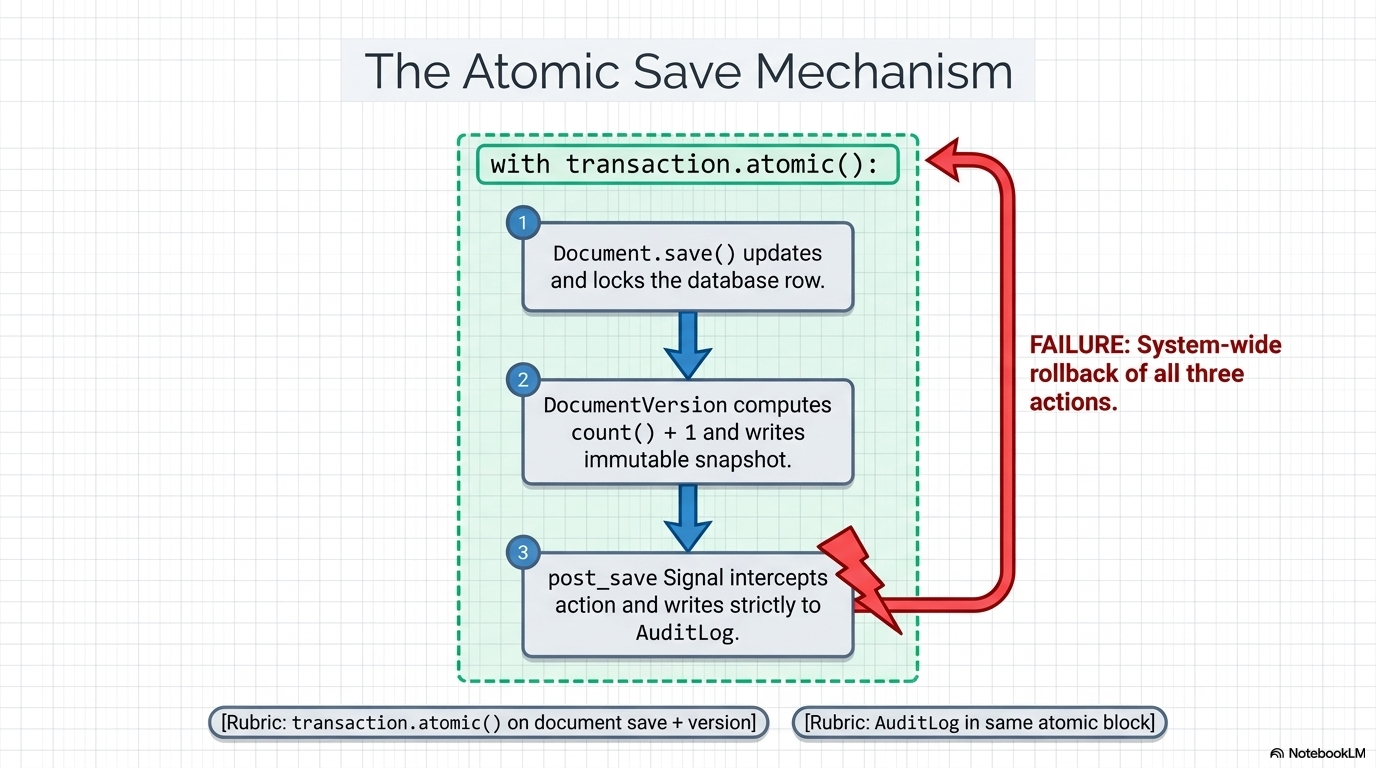 The Atomic Save Mechanism
with transaction.atomic():
1
Document.save() updates
and locks the database row.
2
DocumentVersion computes
count() + 1 and writes
immutable snapshot.
3
post_save Signal intercepts
action and writes strictly to
AuditLog.
FAILURE: System-wide
rollback of all three
actions.
[Rubric: transaction.atomic() on document save + version]
[Rubric: AuditLog in same atomic block]
NotebookLM